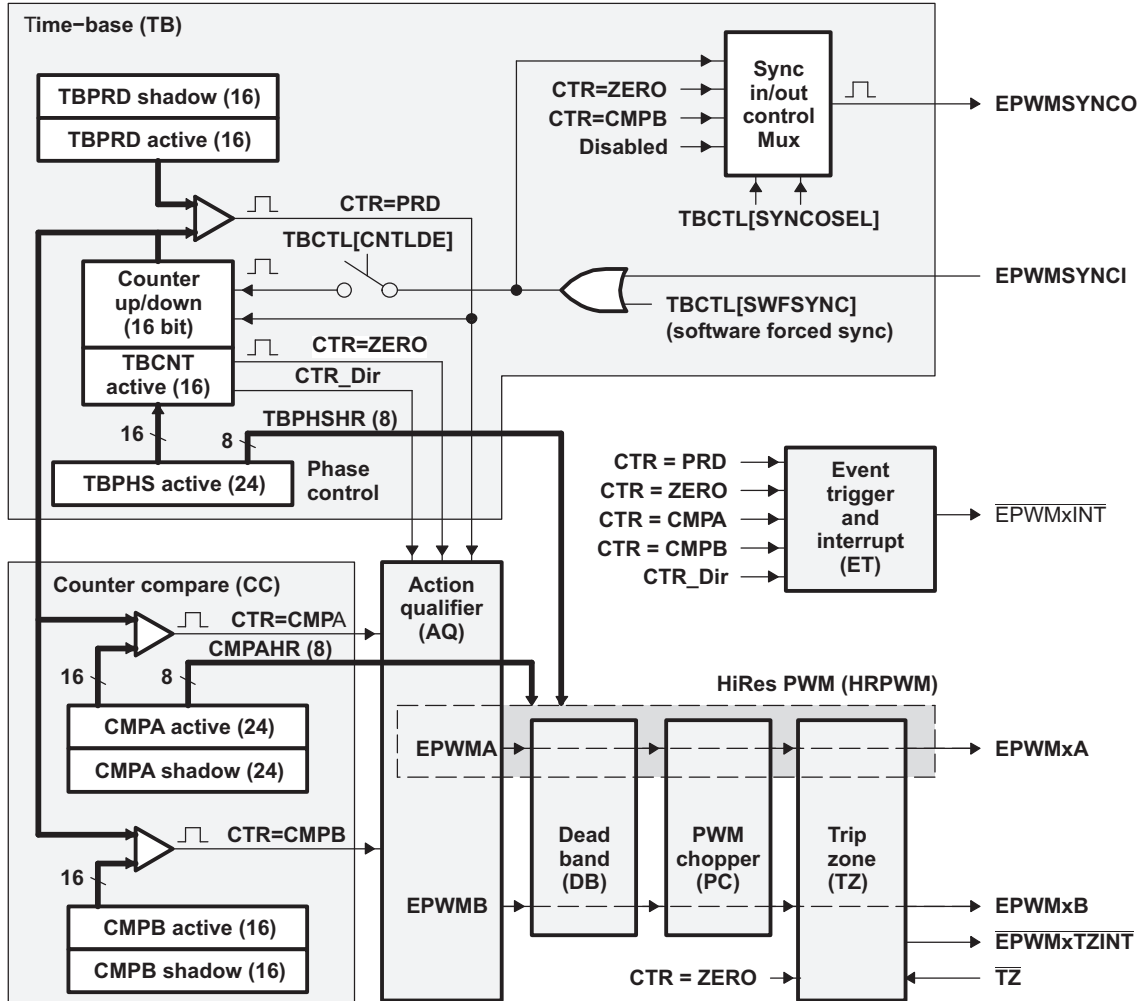 Time−base (TB)
TBPRD shadow (16)
TBPRD active (16)
CTR=ZERO
CTR=CMPB
Disabled
Sync
in/out
control
Mux
EPWMSYNCO
TBCTL[SYNCOSEL]
CTR=PRD
TBCTL[CNTLDE]
EPWMSYNCI
TBCTL[SWFSYNC]
(software forced sync)
Counter
up/down
(16 bit)
TBCNT
active (16)
CTR=ZERO
CTR_Dir
16
8
TBPHSHR (8)
TBPHS active (24)
Phase
control
CTR = PRD
CTR = ZERO
CTR = CMPA
CTR = CMPB
CTR_Dir
Event
trigger
and
interrupt
(ET)
EPWMxINT
Counter compare (CC)
CTR=CMPA
16
8
CMPAHR (8)
CMPA active (24)
CMPA shadow (24)
CTR=CMPB
16
CMPB active (16)
CMPB shadow (16)
Action
qualifier
(AQ)
EPWMA
EPWMB
HiRes PWM (HRPWM)
Dead
band
(DB)
PWM
chopper
(PC)
Trip
zone
(TZ)
EPWMxA
EPWMxB
EPWMxTZINT
CTR = ZERO
TZ